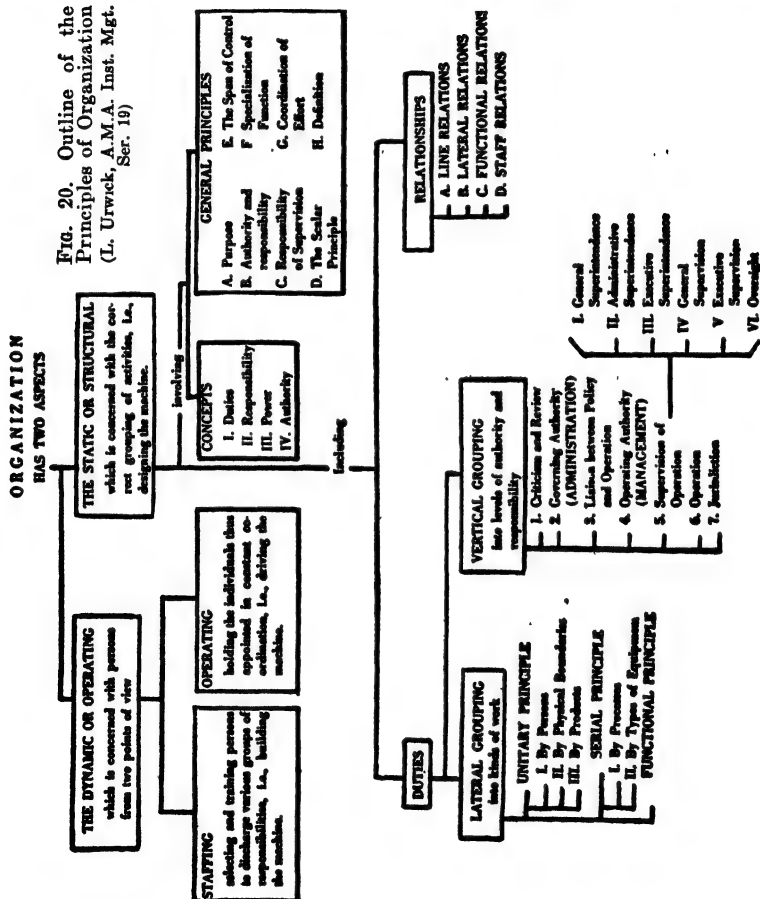 ORGANIZATION
HAS TWO ASPECTS
FIG. 20. Outline of the
Principles of Organization
(L. Urwick, A.M.A. Inst. Mgt.
Ser. 19)
THE DYNAMIC OR OPERATING
which is concerned with persons
from two points of view
THE STATIC OR STRUCTURAL
which is concerned with the cor-
rect grouping of activities, i.e.,
designing the machine.
STAFFING
selecting and training persons
to discharge various groups of
responsibilities, i.e., building
the machine.
OPERATING
holding the individuals thus
appointed in constant co-
ordination, i.e., driving the
machine.
involving
CONCEPTS
I. Duties
II. Responsibility
III. Power
IV. Authority
GENERAL PRINCIPLES
A. Purpose
B. Authority and
responsibility
C. Responsibility
of Supervision
D. The Scalar
Principle
E. The Span of Control
F Specialization of
Function
G. Coordination of
Effort
H. Definition
including
DUTIES
RELATIONSHIPS
A. LINE RELATIONS
B. LATERAL RELATIONS
C. FUNCTIONAL RELATIONS
D. STAFF RELATIONS
LATERAL GROUPING
into kinds of work
UNITARY PRINCIPLE
I. By Persons
II. By Physical Boundaries
III. By Products
SERIAL PRINCIPLE
I. By Processes
II. By Types of Equipment
FUNCTIONAL PRINCIPLE
VERTICAL GROUPING
into levels of authority and
responsibility
1. Criticism and Review
2. Governing Authority
(ADMINISTRATION)
3. Liaison between Policy
and Operation
4. Operating Authority
(MANAGEMENT)
5. Supervision of
Operation
6. Operation
7. Jurisdiction
I. General
Superintendence
II. Administrative
Superintendence
III. Executive
Superintendence
IV General
Supervision
V Executive
Supervision
VI. Oversight